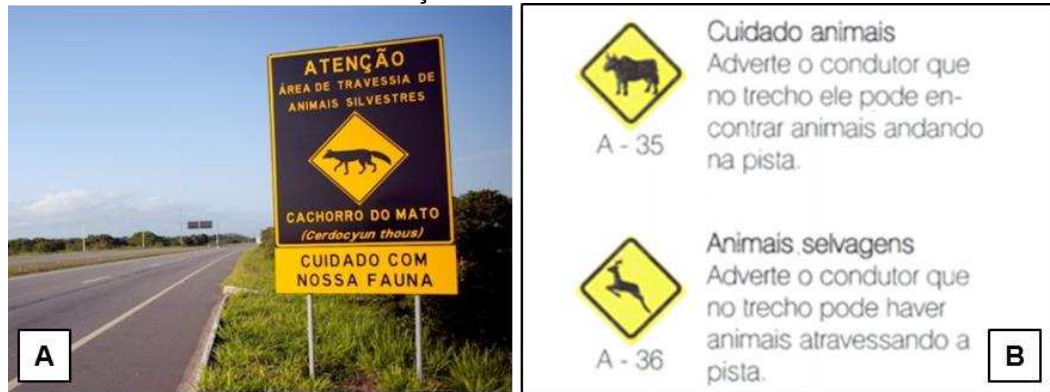 ATENÇÃO
ÁREA DE TRAVESSIA DE
ANIMAIS SILVESTRES
CACHORRO DO MATO
(Cerdocyun thous)
CUIDADO COM
NOSSA FAUNA
A
Cuidado animais
Adverte o condutor que
no trecho ele pode en-
contrar animais andando
na pista.
A - 35
Animais selvagens
Adverte o condutor que
no trecho pode haver
animais atravessando a
pista.
A - 36
B